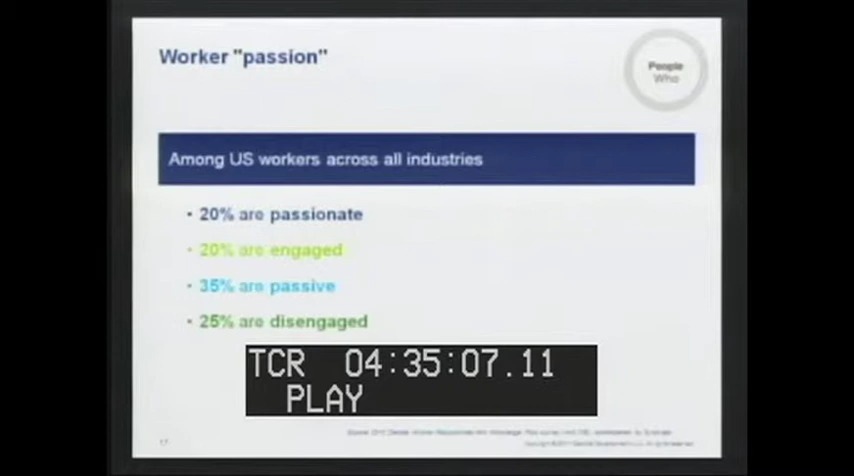 Worker "passion"
People
Who
Among US workers across all industries
• 20% are passionate
• 20% are engaged
• 35% are passive
• 25% are disengaged
TCR 04:35:07.11
PLAY